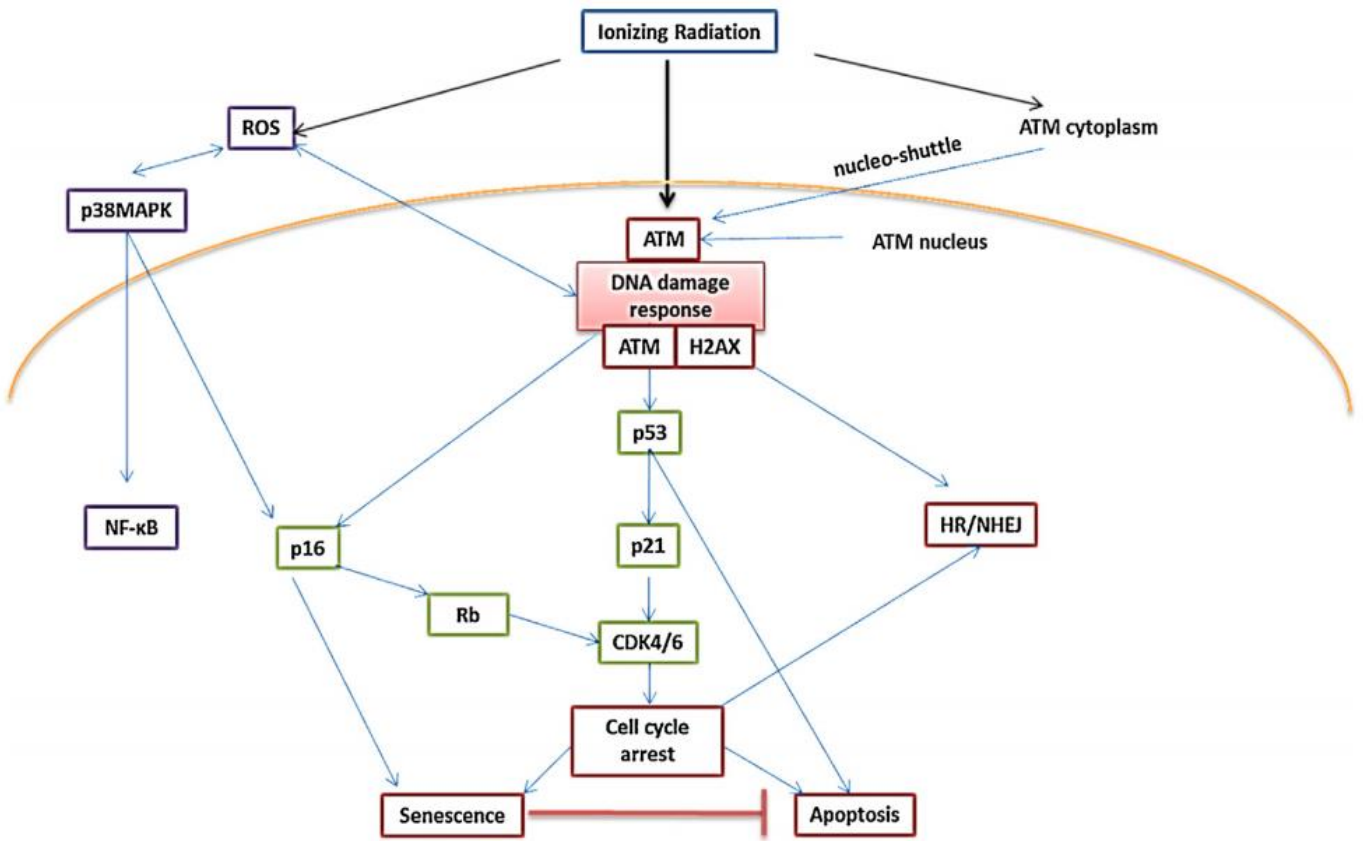 Ionizing Radiation
ROS
ATM cytoplasm
nucleo-shuttle
p38MAPK
ATM
ATM nucleus
DNA damage
response
ATM
H2AX
p53
NF-κB
p16
p21
HR/NHEJ
Rb
CDK4/6
Cell cycle
arrest
Senescence
Apoptosis